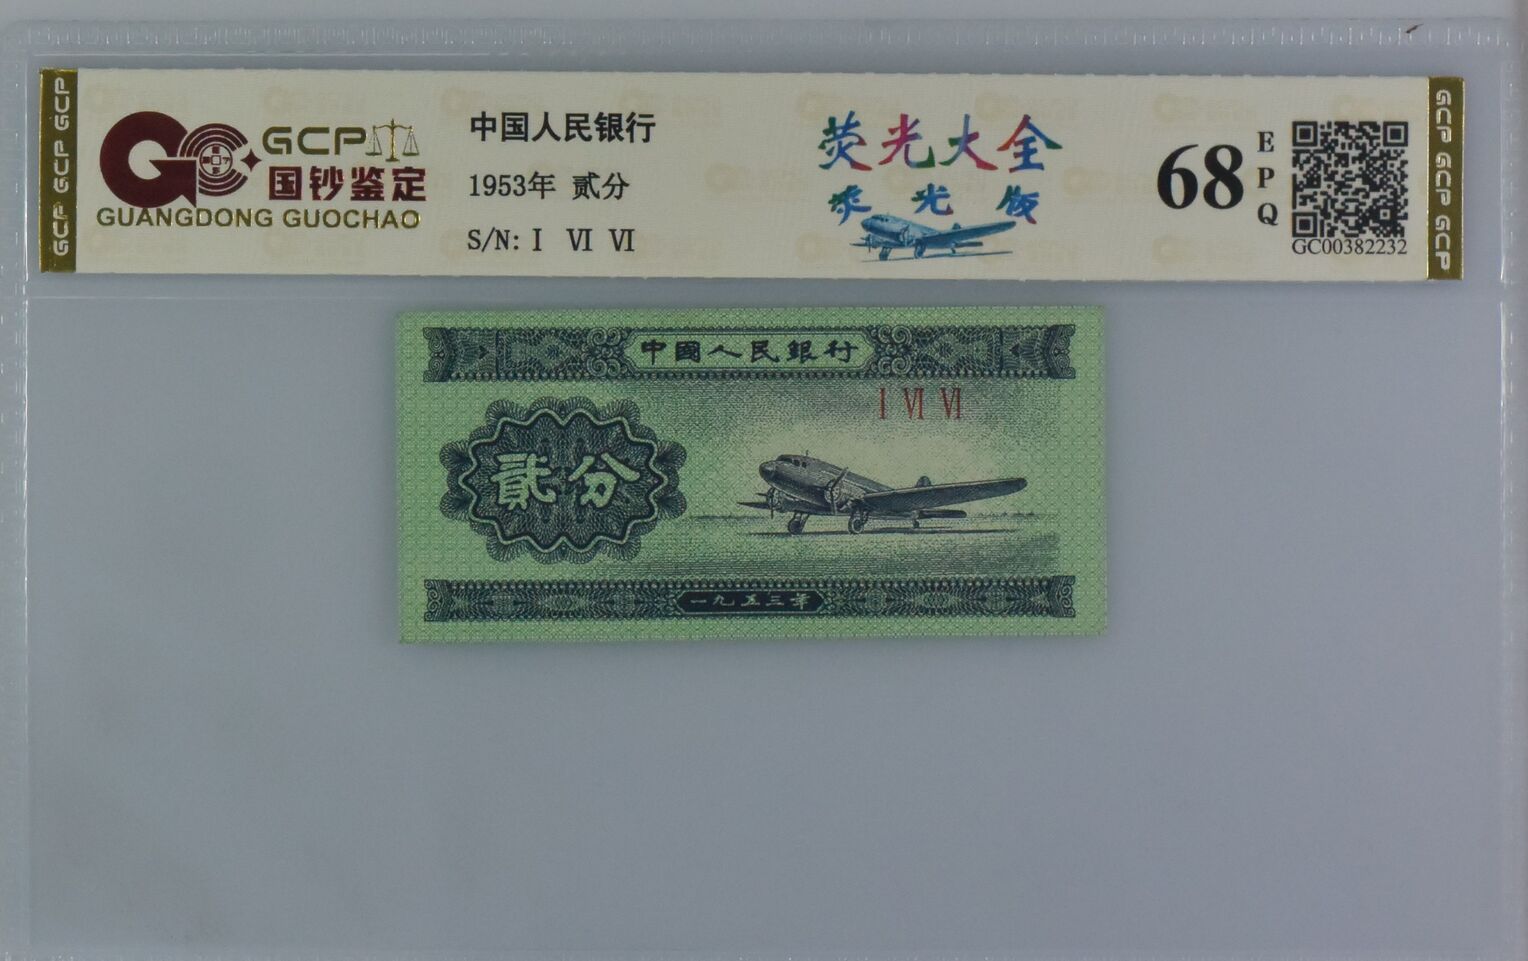 GCP GCP GCP
GCP
国钞鉴定
GUANGDONG GUOCHAO
中国人民银行
1953年 贰分
S/N: I VI VI
荧光大全
荧光版
68
EPQ
GC00382232
GCP GCP GCP
中國人民銀行
I VI VI
貳分
一九五三年